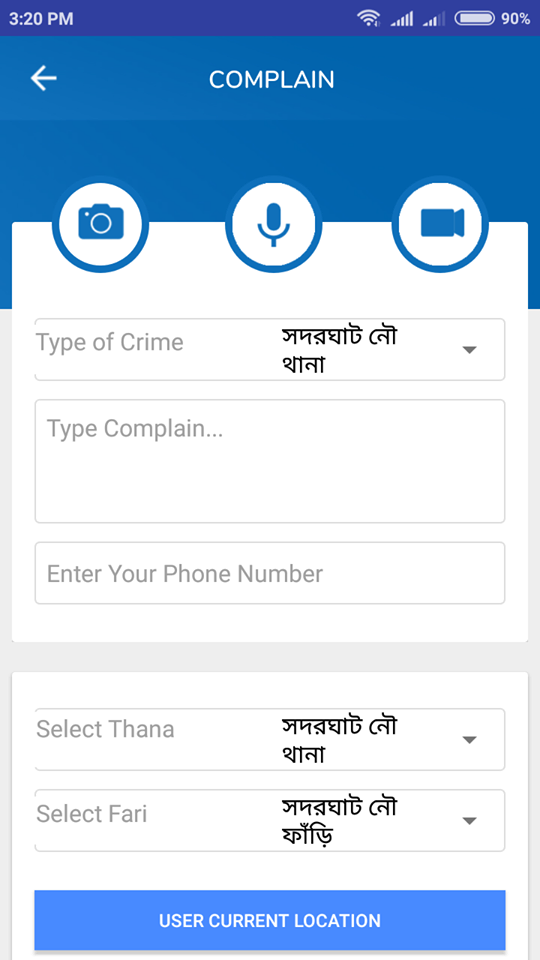 3:20 PM
90%
COMPLAIN
Type of Crime
সদরঘাট নৌ
থানা
Type Complain...
Enter Your Phone Number
Select Thana
সদরঘাট নৌ
থানা
Select Fari
সদরঘাট নৌ
ফাঁড়ি
USER CURRENT LOCATION